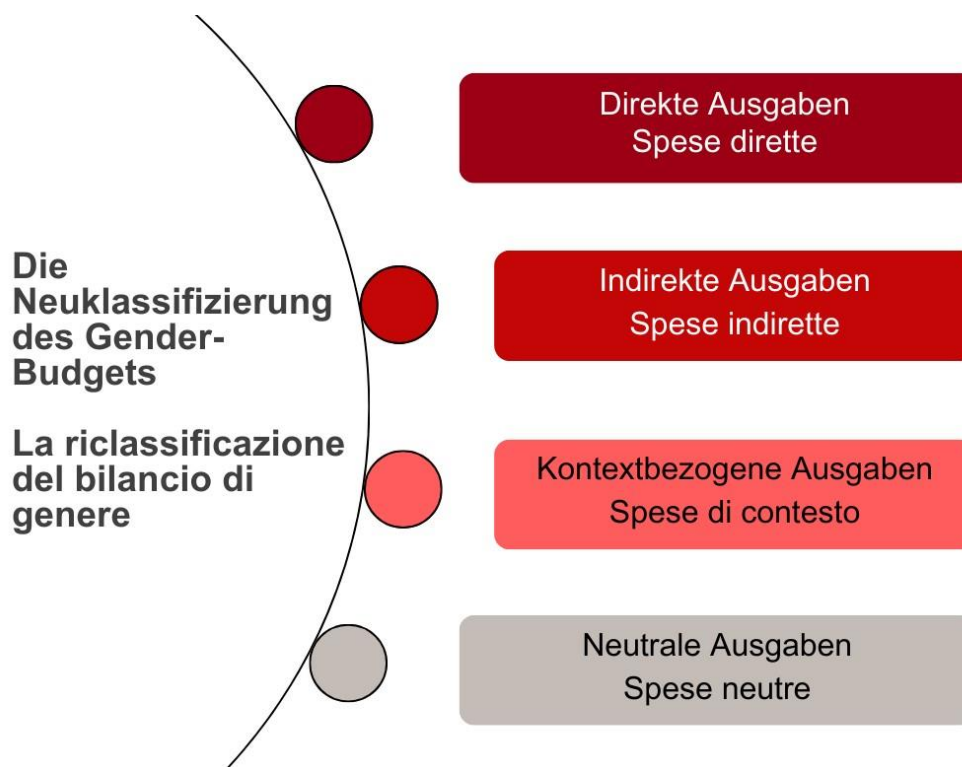 Die
Neuklassifizierung
des Gender-
Budgets
La riclassificazione
del bilancio di
genere
Direkte Ausgaben
Spese dirette
Indirekte Ausgaben
Spese indirette
Kontextbezogene Ausgaben
Spese di contesto
Neutrale Ausgaben
Spese neutre